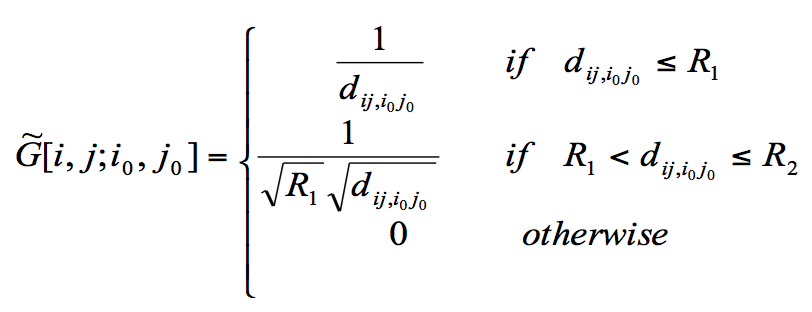 G̃[i, j; i₀, j₀] = { 1 / d_{ij,i₀j₀} if d_{ij,i₀j₀} ≤ R₁
1 / (√R₁ √d_{ij,i₀j₀}) if R₁ < d_{ij,i₀j₀} ≤ R₂
0 otherwise